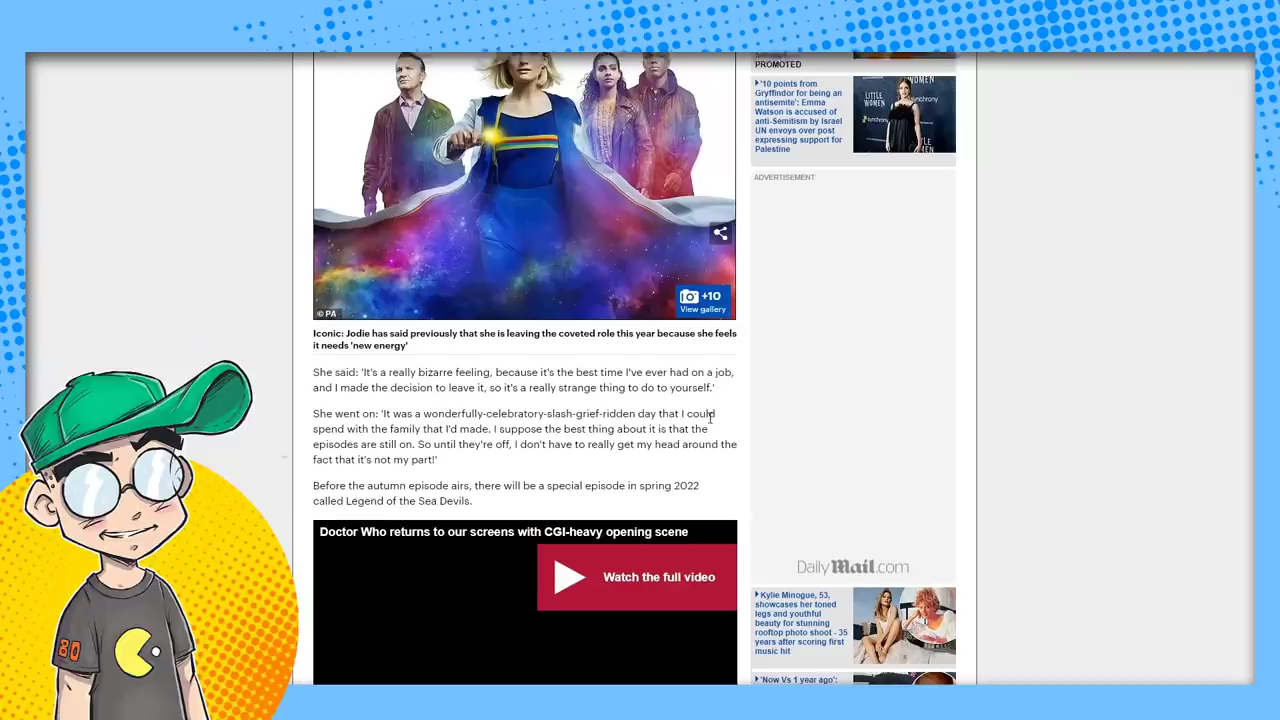 PROMOTED
'10 points from
Gryffindor for being an
antisemite': Emma
Watson is accused of
anti-Semitism by Israel
UN envoys over post
expressing support for
Palestine
LITTLE
WOMEN
synchrony
ADVERTISEMENT
+10
View gallery
© PA
Iconic: Jodie has said previously that she is leaving the coveted role this year because she feels
it needs 'new energy'
She said: 'It's a really bizarre feeling, because it's the best time I've ever had on a job,
and I made the decision to leave it, so it's a really strange thing to do to yourself.'
She went on: 'It was a wonderfully-celebratory-slash-grief-ridden day that I could
spend with the family that I'd made. I suppose the best thing about it is that the
episodes are still on. So until they're off, I don't have to really get my head around the
fact that it's not my part!'
Before the autumn episode airs, there will be a special episode in spring 2022
called Legend of the Sea Devils.
Doctor Who returns to our screens with CGI-heavy opening scene
Watch the full video
DailyMail.com
Kylie Minogue, 53,
showcases her toned
legs and youthful
beauty for stunning
rooftop photo shoot - 35
years after scoring first
music hit
'Now Vs 1 year ago':
80